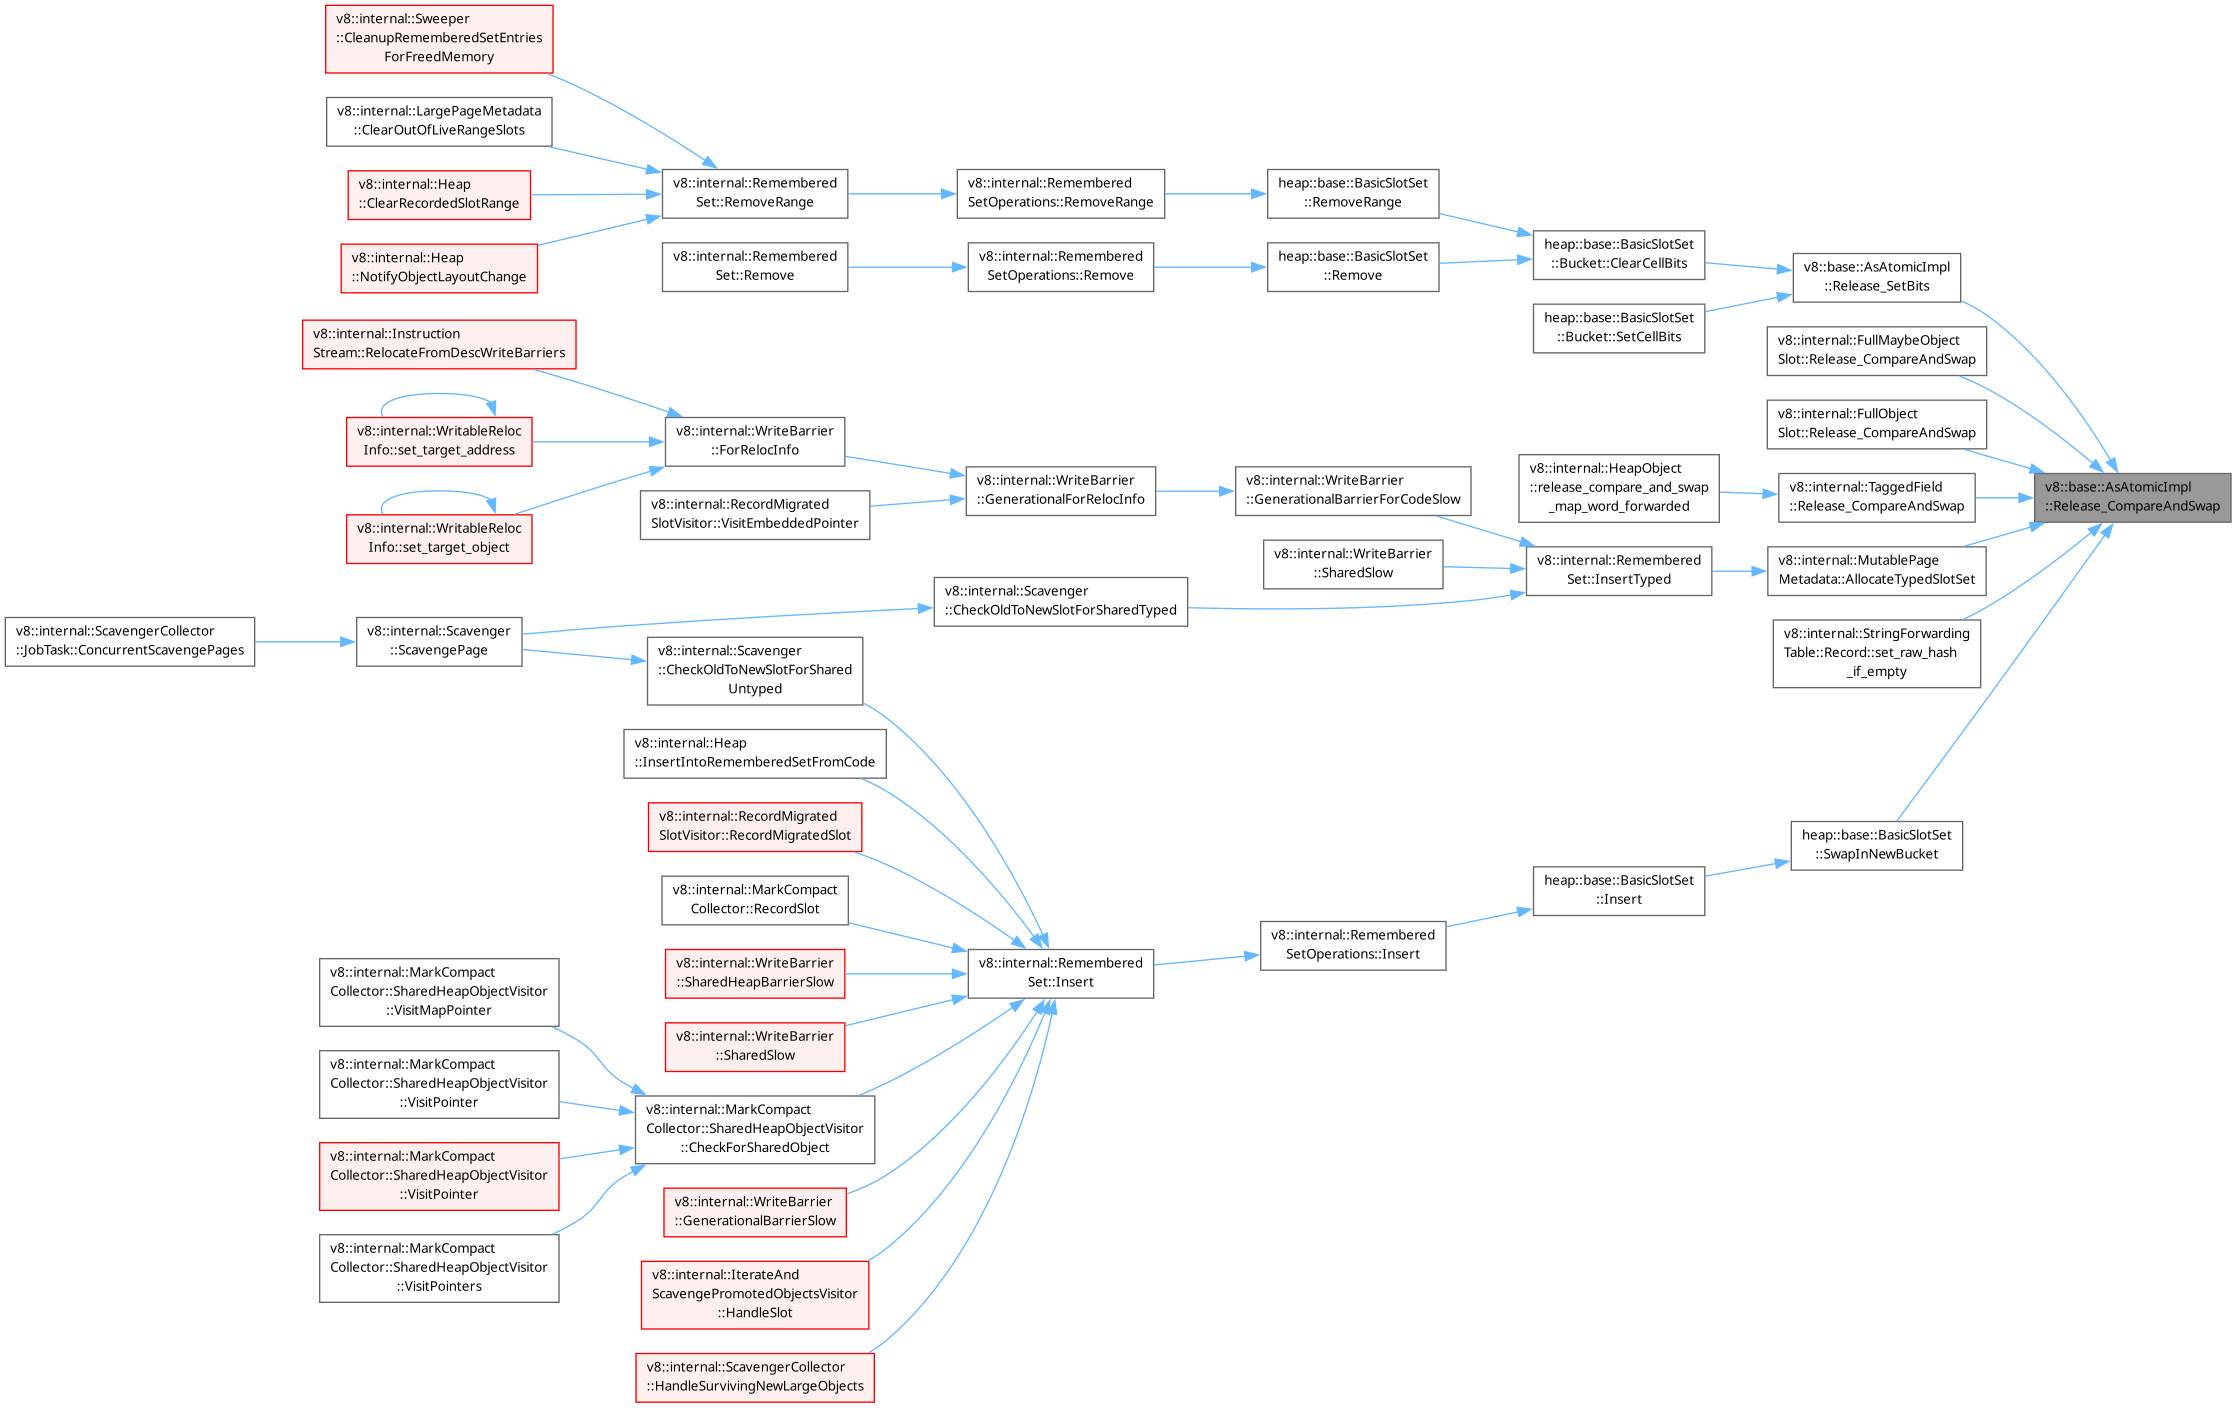 v8::internal::Sweeper
::CleanupRememberedSetEntries
ForFreedMemory
v8::internal::LargePageMetadata
::ClearOutOfLiveRangeSlots
v8::internal::Heap
::ClearRecordedSlotRange
v8::internal::Heap
::NotifyObjectLayoutChange
v8::internal::Remembered
Set::RemoveRange
v8::internal::Remembered
SetOperations::RemoveRange
heap::base::BasicSlotSet
::RemoveRange
v8::internal::Remembered
Set::Remove
v8::internal::Remembered
SetOperations::Remove
heap::base::BasicSlotSet
::Remove
heap::base::BasicSlotSet
::Bucket::ClearCellBits
heap::base::BasicSlotSet
::Bucket::SetCellBits
v8::base::AsAtomicImpl
::Release_SetBits
v8::internal::FullMaybeObject
Slot::Release_CompareAndSwap
v8::internal::FullObject
Slot::Release_CompareAndSwap
v8::internal::Instruction
Stream::RelocateFromDescWriteBarriers
v8::internal::WritableReloc
Info::set_target_address
v8::internal::WritableReloc
Info::set_target_object
v8::internal::WriteBarrier
::ForRelocInfo
v8::internal::RecordMigrated
SlotVisitor::VisitEmbeddedPointer
v8::internal::WriteBarrier
::GenerationalForRelocInfo
v8::internal::WriteBarrier
::GenerationalBarrierForCodeSlow
v8::internal::WriteBarrier
::SharedSlow
v8::internal::HeapObject
::release_compare_and_swap
_map_word_forwarded
v8::internal::TaggedField
::Release_CompareAndSwap
v8::base::AsAtomicImpl
::Release_CompareAndSwap
v8::internal::Remembered
Set::InsertTyped
v8::internal::MutablePage
Metadata::AllocateTypedSlotSet
v8::internal::Scavenger
::CheckOldToNewSlotForSharedTyped
v8::internal::ScavengerCollector
::JobTask::ConcurrentScavengePages
v8::internal::Scavenger
::ScavengePage
v8::internal::Scavenger
::CheckOldToNewSlotForShared
Untyped
v8::internal::StringForwarding
Table::Record::set_raw_hash
_if_empty
v8::internal::Heap
::InsertIntoRememberedSetFromCode
v8::internal::RecordMigrated
SlotVisitor::RecordMigratedSlot
v8::internal::MarkCompact
Collector::RecordSlot
v8::internal::WriteBarrier
::SharedHeapBarrierSlow
v8::internal::WriteBarrier
::SharedSlow
v8::internal::Remembered
Set::Insert
v8::internal::Remembered
SetOperations::Insert
heap::base::BasicSlotSet
::Insert
heap::base::BasicSlotSet
::SwapInNewBucket
v8::internal::MarkCompact
Collector::SharedHeapObjectVisitor
::VisitMapPointer
v8::internal::MarkCompact
Collector::SharedHeapObjectVisitor
::VisitPointer
v8::internal::MarkCompact
Collector::SharedHeapObjectVisitor
::VisitPointer
v8::internal::MarkCompact
Collector::SharedHeapObjectVisitor
::VisitPointers
v8::internal::MarkCompact
Collector::SharedHeapObjectVisitor
::CheckForSharedObject
v8::internal::WriteBarrier
::GenerationalBarrierSlow
v8::internal::IterateAnd
ScavengePromotedObjectsVisitor
::HandleSlot
v8::internal::ScavengerCollector
::HandleSurvivingNewLargeObjects